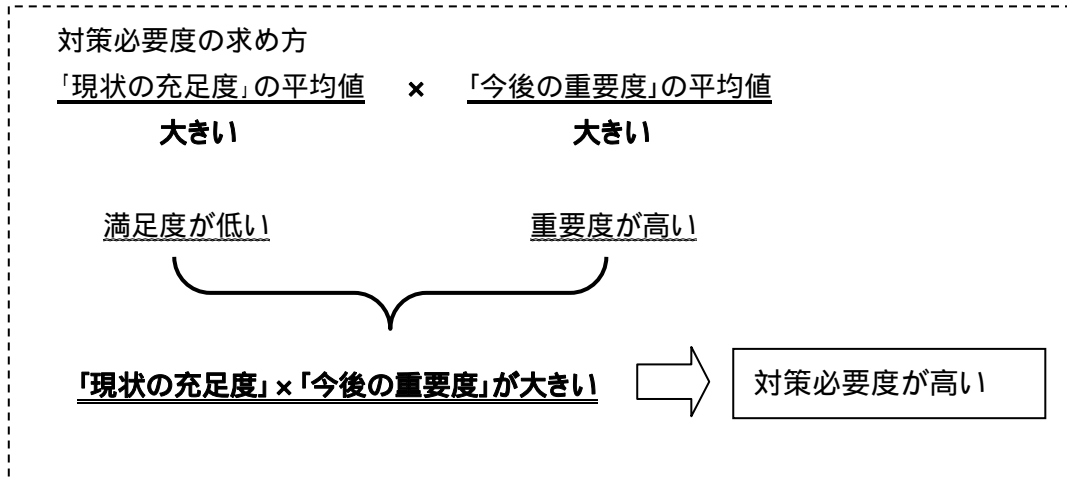 対策必要度の求め方
「現状の充足度」の平均値 × 「今後の重要度」の平均値
大きい 大きい
満足度が低い 重要度が高い
「現状の充足度」×「今後の重要度」が大きい 対策必要度が高い